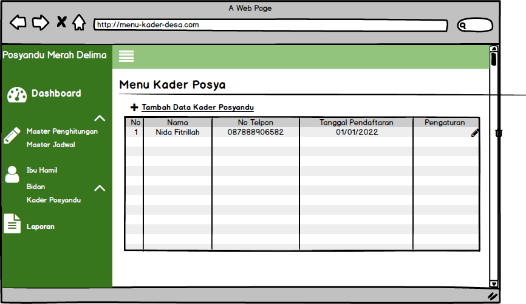 A Web Page
http://menu-kader-desa.com
Posyandu Merah Delima
Dashboard
Master Penghitungan
Master Jadwal
Ibu Hamil
Bidan
Kader Posyandu
Laporan
Menu Kader Posya
Tambah Data Kader Posyandu
No Nama No Telpon Tanggal Pendaftaran Pengaturan
1 Nida Fitrillah 087888906582 01/01/2022